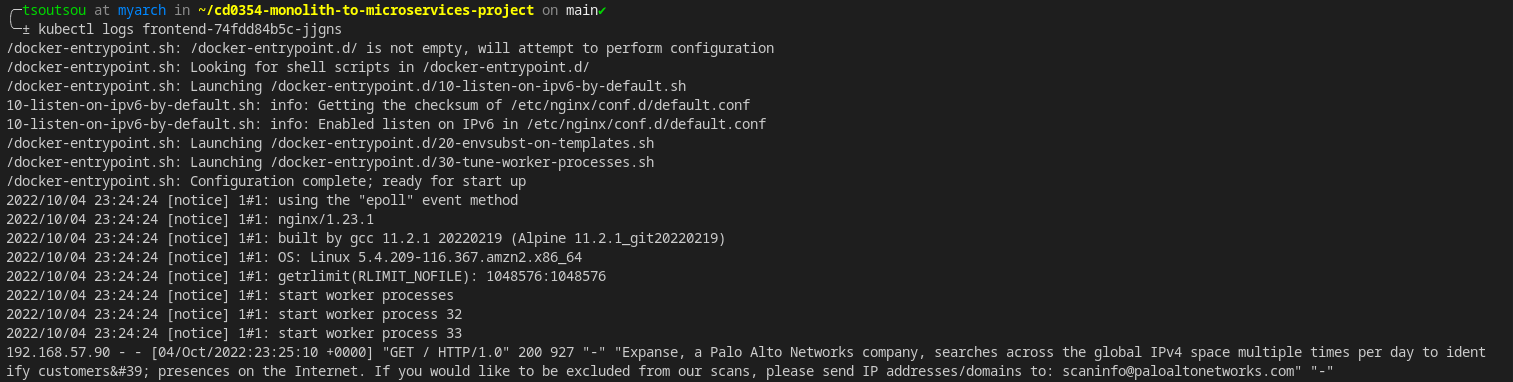 ╭─tsoutsou at myarch in ~/cd0354-monolith-to-microservices-project on main✔
╰─± kubectl logs frontend-74fdd84b5c-jjgns
/docker-entrypoint.sh: /docker-entrypoint.d/ is not empty, will attempt to perform configuration
/docker-entrypoint.sh: Looking for shell scripts in /docker-entrypoint.d/
/docker-entrypoint.sh: Launching /docker-entrypoint.d/10-listen-on-ipv6-by-default.sh
10-listen-on-ipv6-by-default.sh: info: Getting the checksum of /etc/nginx/conf.d/default.conf
10-listen-on-ipv6-by-default.sh: info: Enabled listen on IPv6 in /etc/nginx/conf.d/default.conf
/docker-entrypoint.sh: Launching /docker-entrypoint.d/20-envsubst-on-templates.sh
/docker-entrypoint.sh: Launching /docker-entrypoint.d/30-tune-worker-processes.sh
/docker-entrypoint.sh: Configuration complete; ready for start up
2022/10/04 23:24:24 [notice] 1#1: using the "epoll" event method
2022/10/04 23:24:24 [notice] 1#1: nginx/1.23.1
2022/10/04 23:24:24 [notice] 1#1: built by gcc 11.2.1 20220219 (Alpine 11.2.1_git20220219)
2022/10/04 23:24:24 [notice] 1#1: OS: Linux 5.4.209-116.367.amzn2.x86_64
2022/10/04 23:24:24 [notice] 1#1: getrlimit(RLIMIT_NOFILE): 1048576:1048576
2022/10/04 23:24:24 [notice] 1#1: start worker processes
2022/10/04 23:24:24 [notice] 1#1: start worker process 32
2022/10/04 23:24:24 [notice] 1#1: start worker process 33
192.168.57.90 - - [04/Oct/2022:23:25:10 +0000] "GET / HTTP/1.0" 200 927 "-" "Expanse, a Palo Alto Networks company, searches across the global IPv4 space multiple times per day to ident
ify customers&#39; presences on the Internet. If you would like to be excluded from our scans, please send IP addresses/domains to: scaninfo@paloaltonetworks.com" "-"